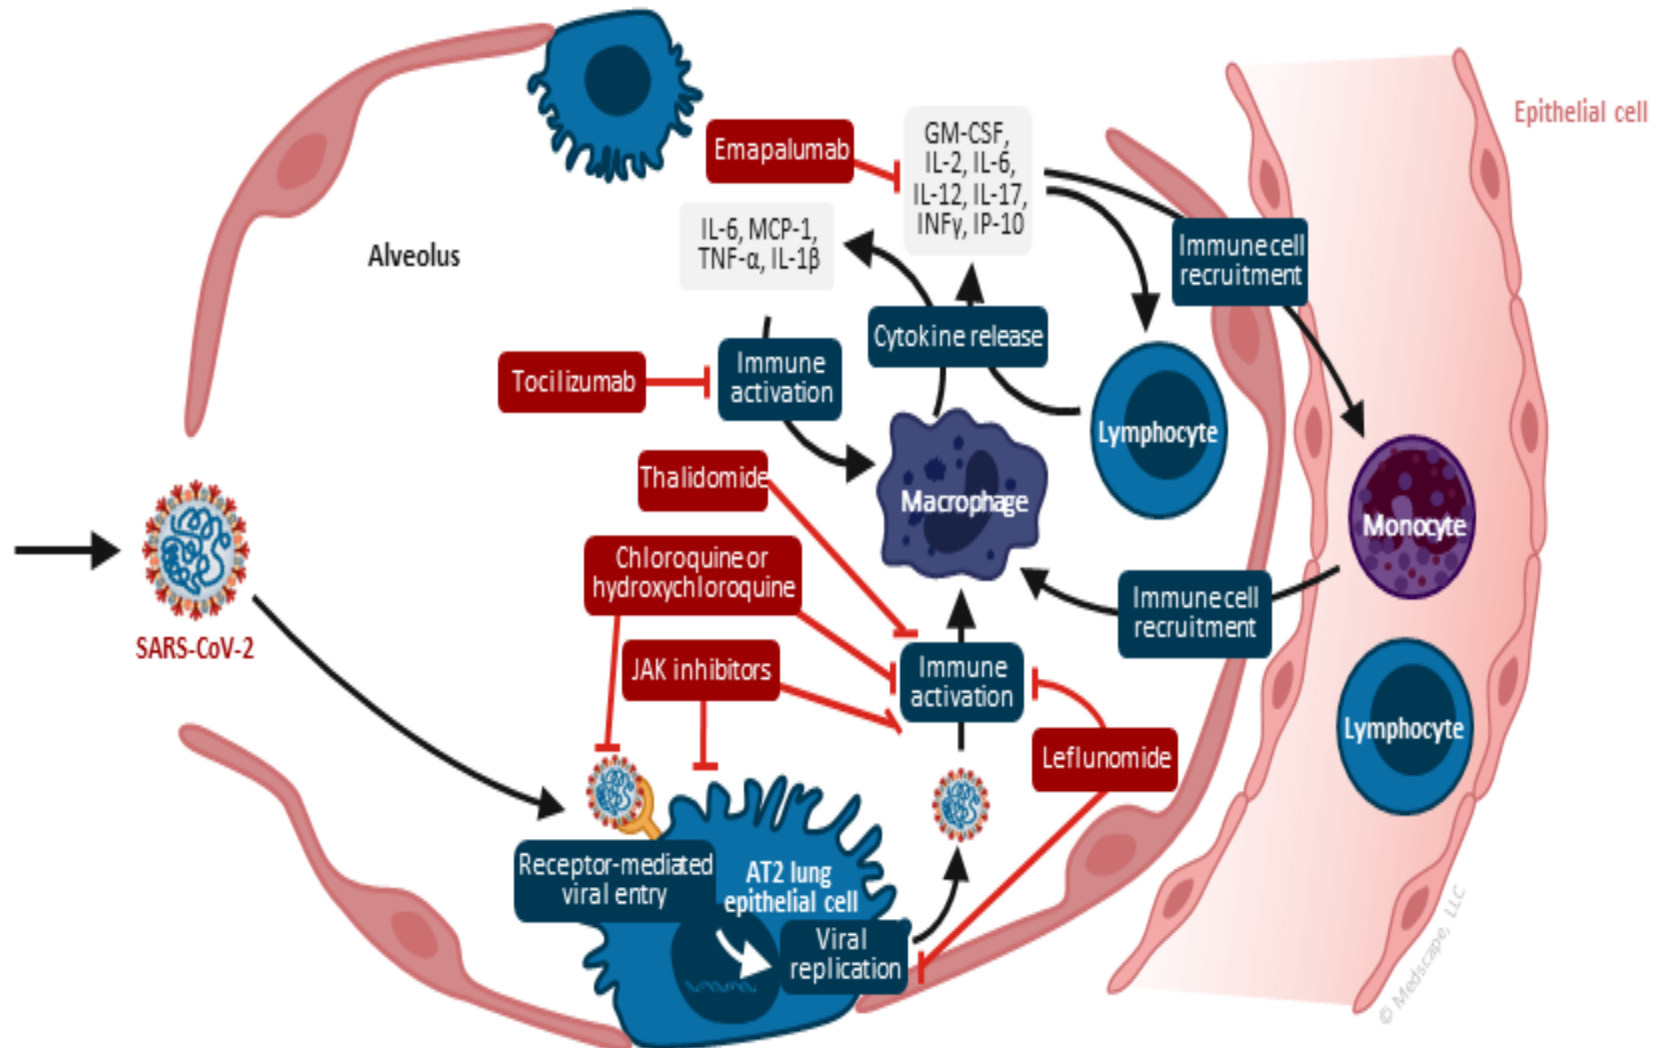 Epithelial cell
Emapalumab
GM-CSF,
IL-2, IL-6,
IL-12, IL-17,
INFγ, IP-10
IL-6, MCP-1,
TNF-α, IL-1β
Alveolus
Immune cell
recruitment
Cytokine release
Tocilizumab
Immune
activation
Lymphocyte
Thalidomide
Macrophage
Monocyte
Chloroquine or
hydroxychloroquine
Immune cell
recruitment
SARS-CoV-2
JAK inhibitors
Immune
activation
Lymphocyte
Leflunomide
Receptor-mediated
viral entry
AT2 lung
epithelial cell
Viral
replication
© Medscape, LLC